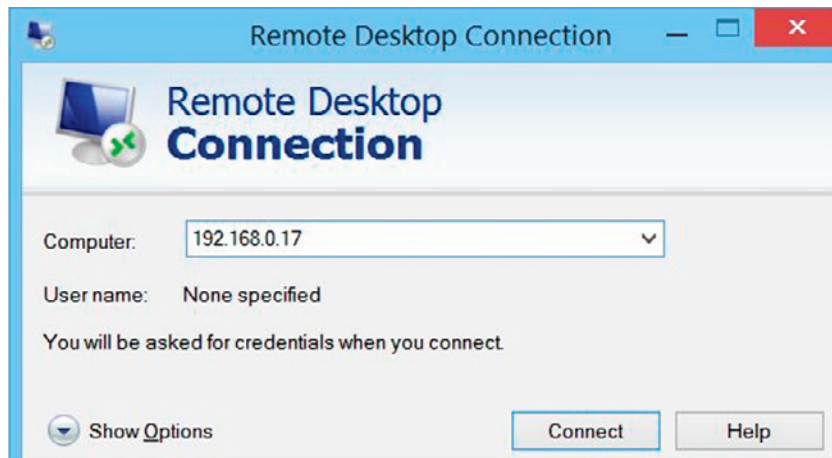 Remote Desktop Connection
Remote Desktop
Connection
Computer: 192.168.0.17
User name: None specified
You will be asked for credentials when you connect.
Show Options Connect Help